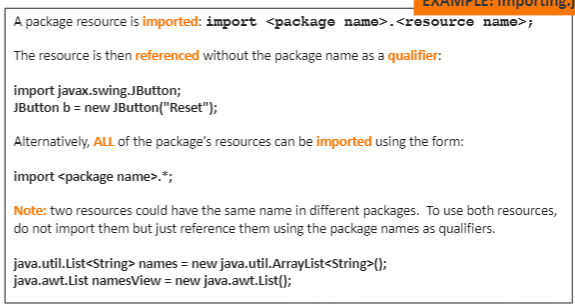 EXAMPLE: Importing.j
A package resource is imported: import <package name>.<resource name>;
The resource is then referenced without the package name as a qualifier:
import javax.swing.JButton;
JButton b = new JButton("Reset");
Alternatively, ALL of the package's resources can be imported using the form:
import <package name>.*;
Note: two resources could have the same name in different packages. To use both resources,
do not import them but just reference them using the package names as qualifiers.
java.util.List<String> names = new java.util.ArrayList<String>();
java.awt.List namesView = new java.awt.List();